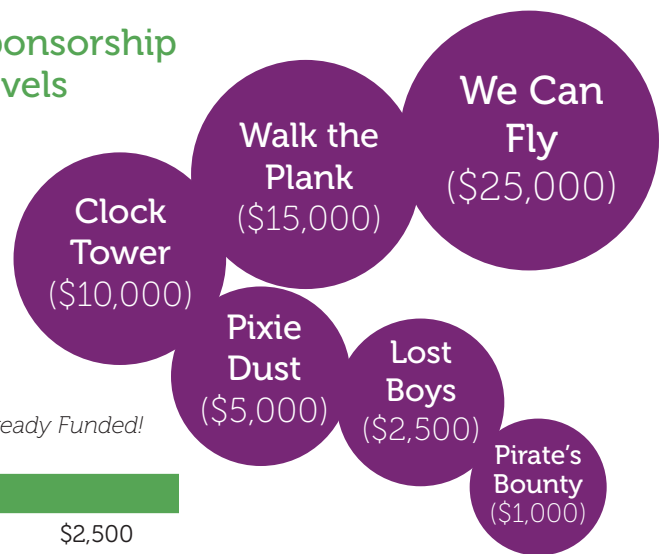 ponsorship
vels
We Can
Fly
($25,000)
Walk the
Plank
($15,000)
Clock
Tower
($10,000)
Pixie
Dust
($5,000)
Lost
Boys
($2,500)
eady Funded!
Pirate's
Bounty
($1,000)
$2,500